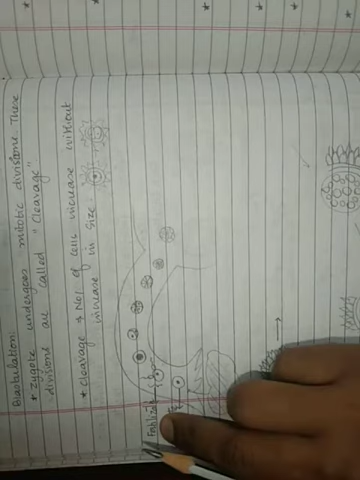 Blastulation:
* Zygote undergoes mitotic divisions. These
divisions are called "Cleavage"
* Cleavage → No. of cells increase without
increase in size.